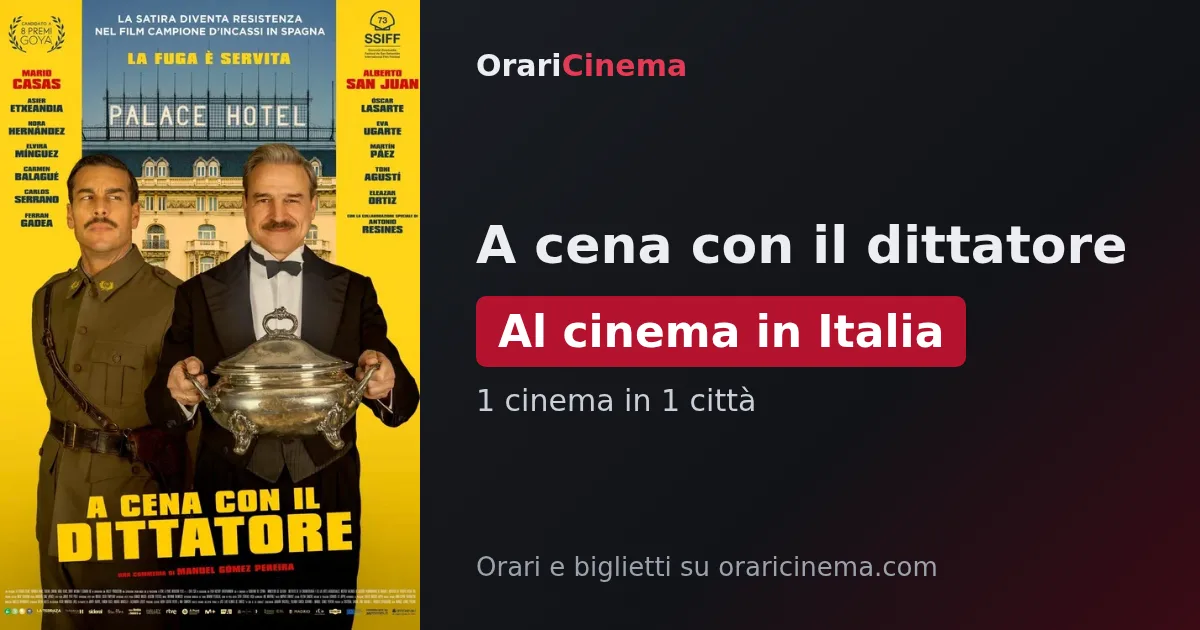 CANDIDATO A
8 PREMI
GOYA
LA SATIRA DIVENTA RESISTENZA
NEL FILM CAMPIONE D'INCASSI IN SPAGNA
73
SSIFF
LA FUGA È SERVITA
MARIO
CASAS
ASIER
ETXEANDIA
NORA
HERNÁNDEZ
ELVIRA
MÍNGUEZ
CARMEN
BALAGUÉ
CARLOS
SERRANO
FERRAN
GADEA
ALBERTO
SAN JUAN
ÓSCAR
LASARTE
EVA
UGARTE
MARTÍN
PÁEZ
TONI
AGUSTÍ
ELEAZAR
ORTIZ
CON LA COLLABORAZIONE SPECIALE DI
ANTONIO
RESINES
PALACE HOTEL
A CENA CON IL
DITTATORE
UNA COMMEDIA DI MANUEL GÓMEZ PEREIRA
OrariCinema
A cena con il dittatore
Al cinema in Italia
1 cinema in 1 città
Orari e biglietti su oraricinema.com